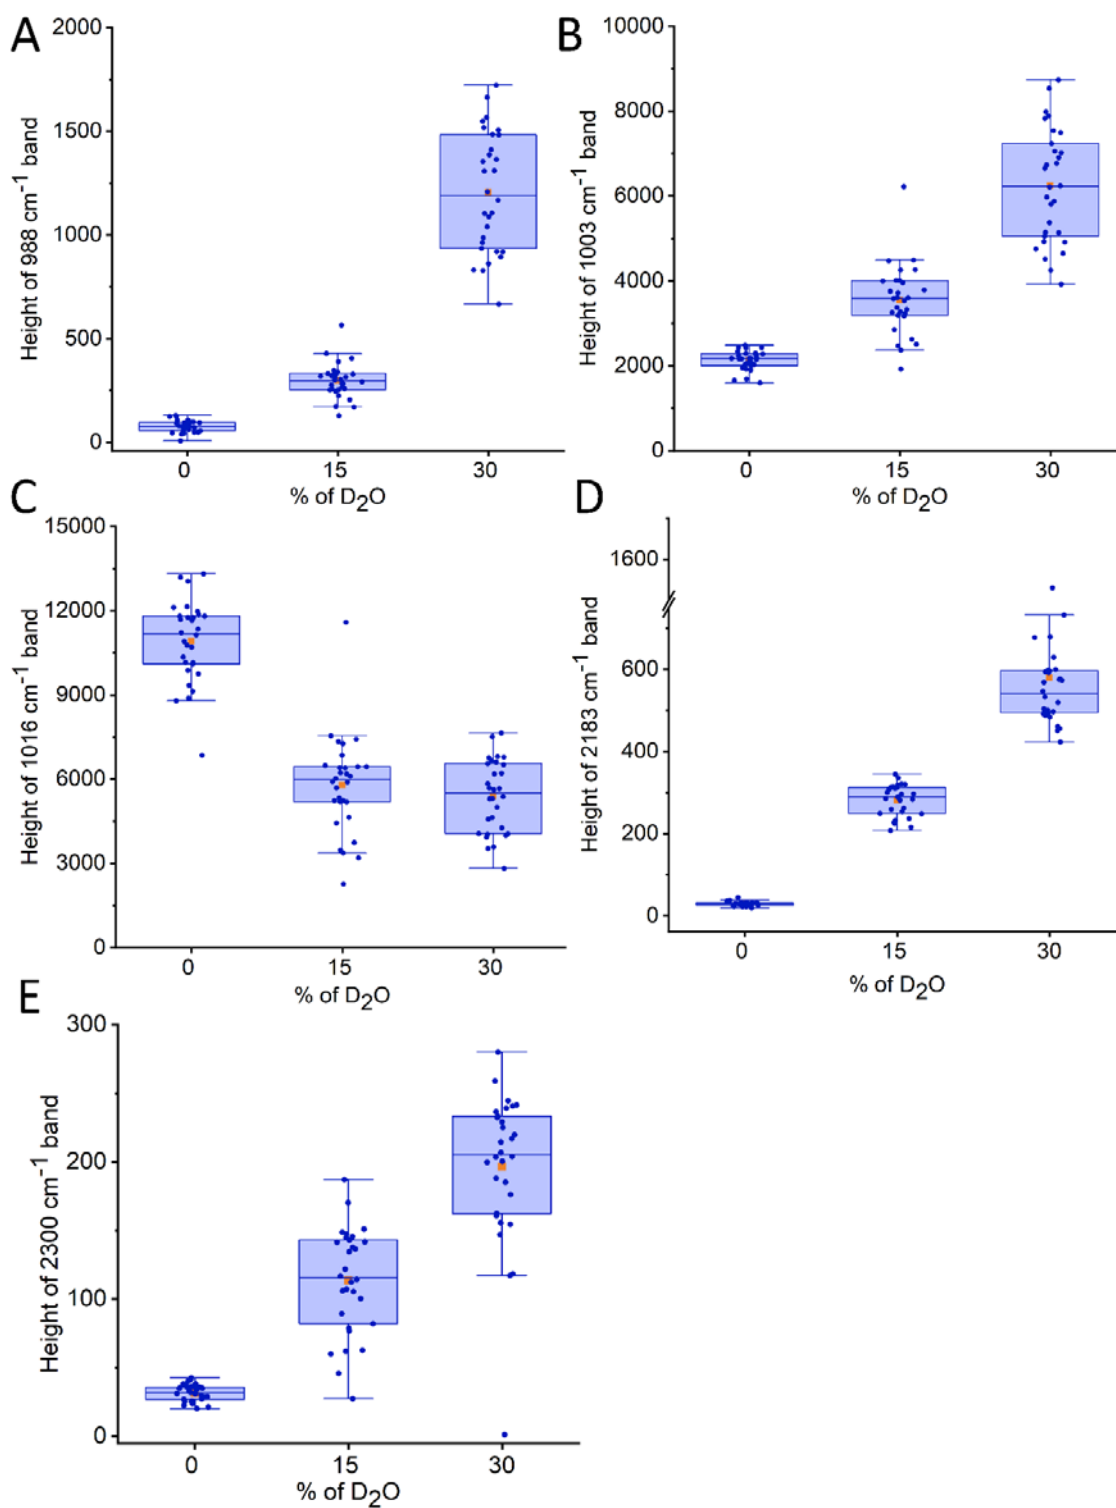 A
Height of 988 cm⁻¹ band
2000
1500
1000
500
0
0 15 30
% of D₂O
B
Height of 1003 cm⁻¹ band
10000
8000
6000
4000
2000
0
0 15 30
% of D₂O
C
Height of 1016 cm⁻¹ band
15000
12000
9000
6000
3000
0
0 15 30
% of D₂O
D
Height of 2183 cm⁻¹ band
1600
600
400
200
0
0 15 30
% of D₂O
E
Height of 2300 cm⁻¹ band
300
200
100
0
0 15 30
% of D₂O